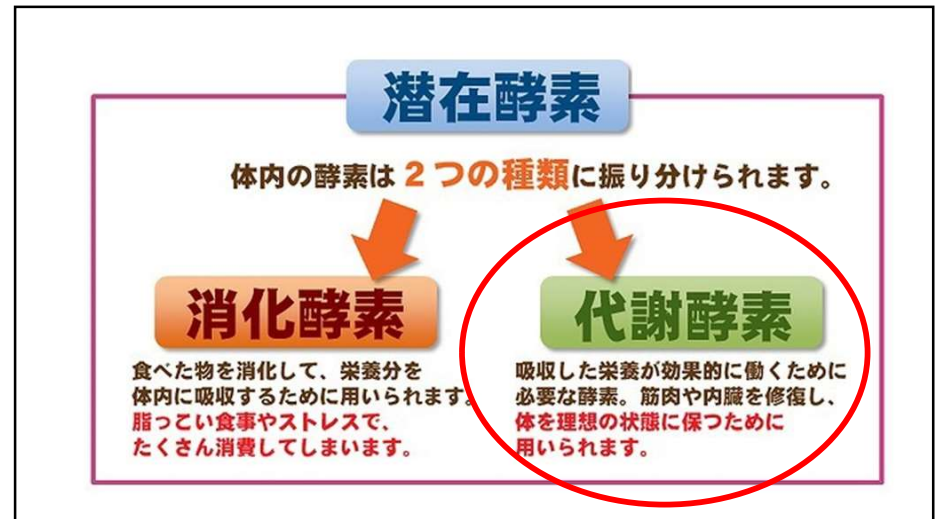 潜在酵素
体内の酵素は2つの種類に振り分けられます。
消化酵素
食べた物を消化して、栄養分を
体内に吸収するために用いられます。
脂っこい食事やストレスで、
たくさん消費してしまいます。
代謝酵素
吸収した栄養が効果的に働くために
必要な酵素。筋肉や内臓を修復し、
体を理想の状態に保つために
用いられます。